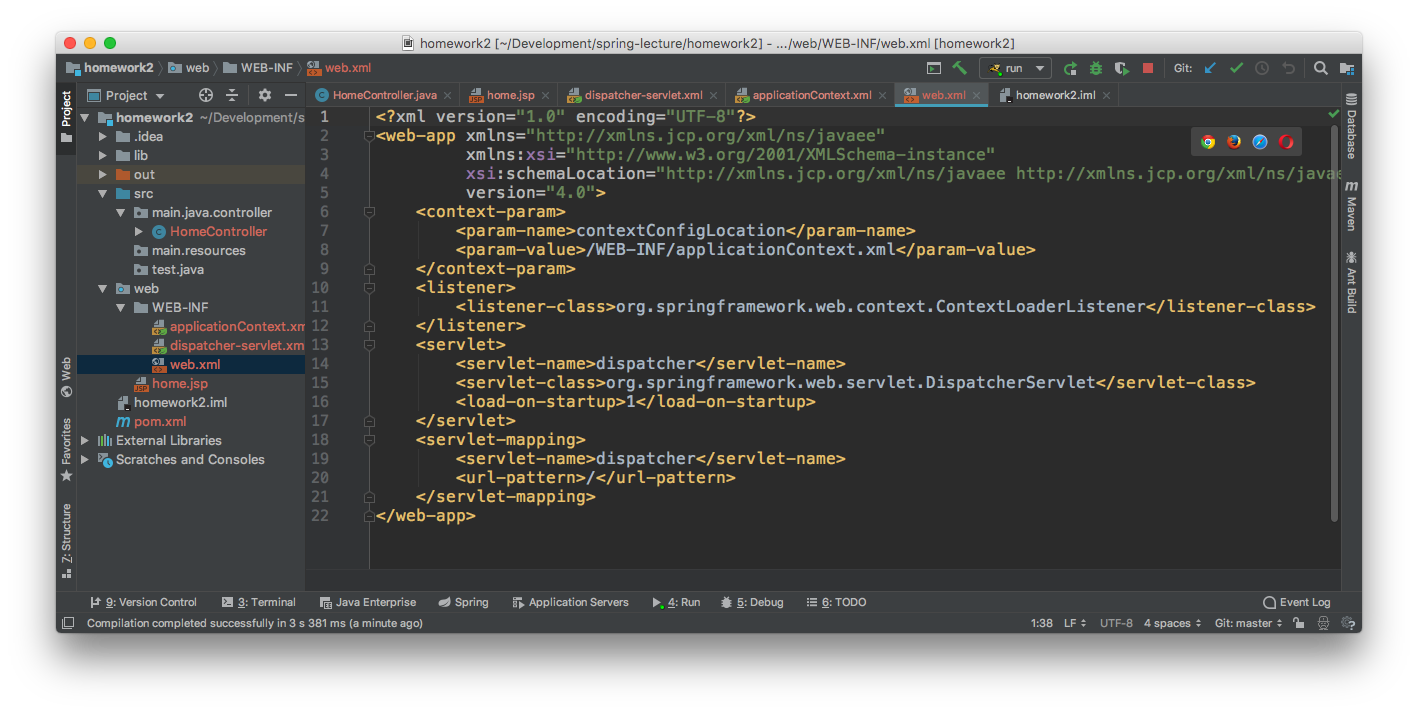 homework2 [~/Development/spring-lecture/homework2] - .../web/WEB-INF/web.xml [homework2]
homework2 web WEB-INF web.xml
run Git:
Project
HomeController.java home.jsp dispatcher-servlet.xml applicationContext.xml web.xml homework2.iml
Project
homework2 ~/Development/s
.idea
lib
out
src
main.java.controller
HomeController
main.resources
test.java
web
WEB-INF
applicationContext.xm
dispatcher-servlet.xm
web.xml
home.jsp
homework2.iml
pom.xml
External Libraries
Scratches and Consoles
Web
Favorites
Z: Structure
1 <?xml version="1.0" encoding="UTF-8"?>
2 <web-app xmlns="http://xmlns.jcp.org/xml/ns/javaee"
3 xmlns:xsi="http://www.w3.org/2001/XMLSchema-instance"
4 xsi:schemaLocation="http://xmlns.jcp.org/xml/ns/javaee http://xmlns.jcp.org/xml/ns/javae
5 version="4.0">
6 <context-param>
7 <param-name>contextConfigLocation</param-name>
8 <param-value>/WEB-INF/applicationContext.xml</param-value>
9 </context-param>
10 <listener>
11 <listener-class>org.springframework.web.context.ContextLoaderListener</listener-class>
12 </listener>
13 <servlet>
14 <servlet-name>dispatcher</servlet-name>
15 <servlet-class>org.springframework.web.servlet.DispatcherServlet</servlet-class>
16 <load-on-startup>1</load-on-startup>
17 </servlet>
18 <servlet-mapping>
19 <servlet-name>dispatcher</servlet-name>
20 <url-pattern>/</url-pattern>
21 </servlet-mapping>
22 </web-app>
Database
Maven
Ant Build
9: Version Control 3: Terminal Java Enterprise Spring Application Servers 4: Run 5: Debug 6: TODO Event Log
Compilation completed successfully in 3 s 381 ms (a minute ago) 1:38 LF UTF-8 4 spaces Git: master